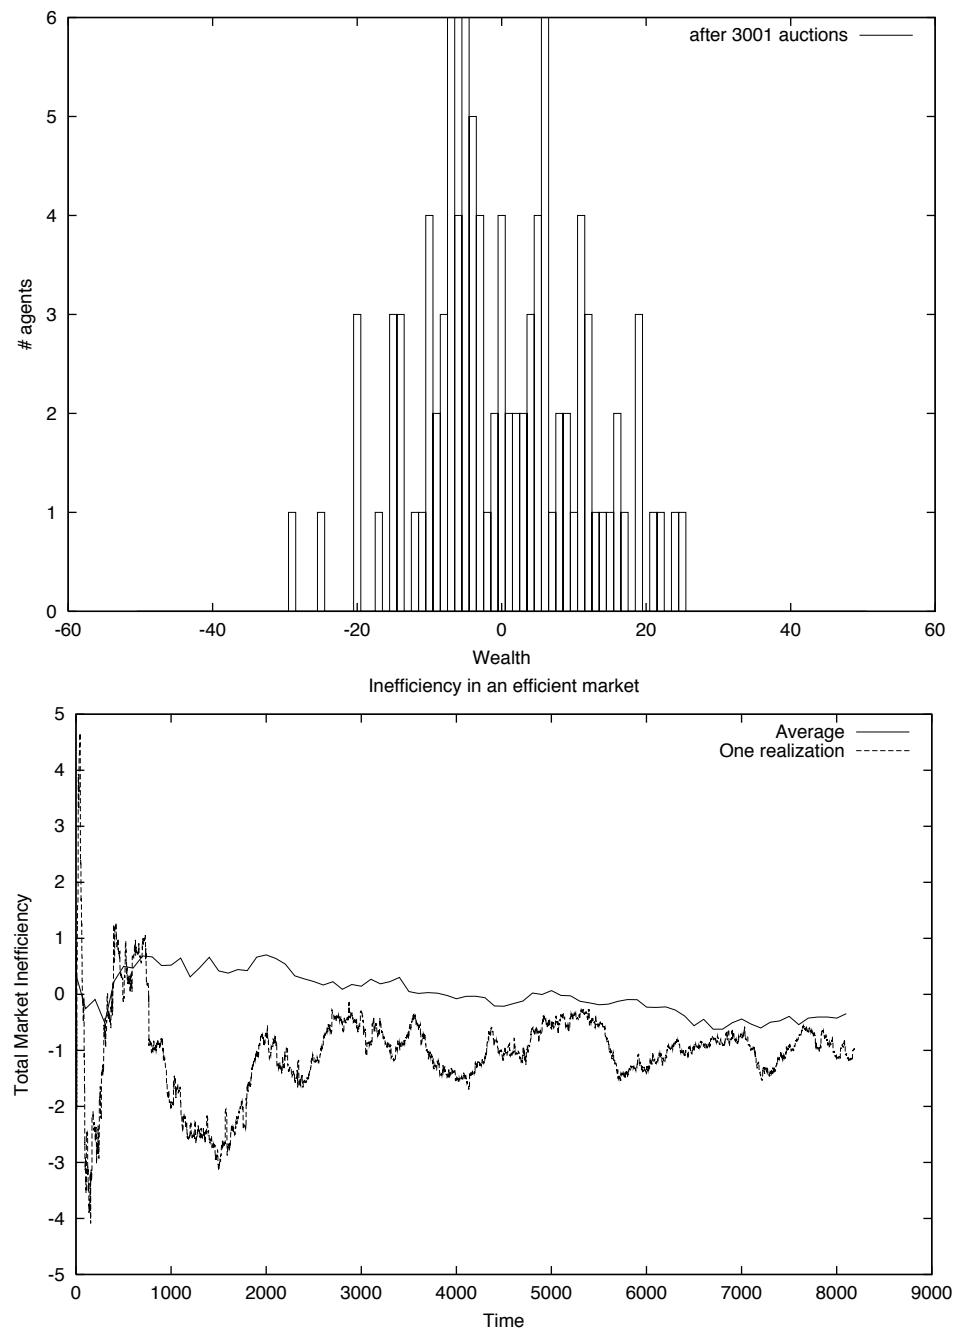 6
after 3001 auctions
5
4
# agents
3
2
1
0
-60 -40 -20 0 20 40 60
Wealth
Inefficiency in an efficient market
5
Average
One realization
4
3
2
1
Total Market Inefficiency
0
-1
-2
-3
-4
-5
0 1000 2000 3000 4000 5000 6000 7000 8000 9000
Time